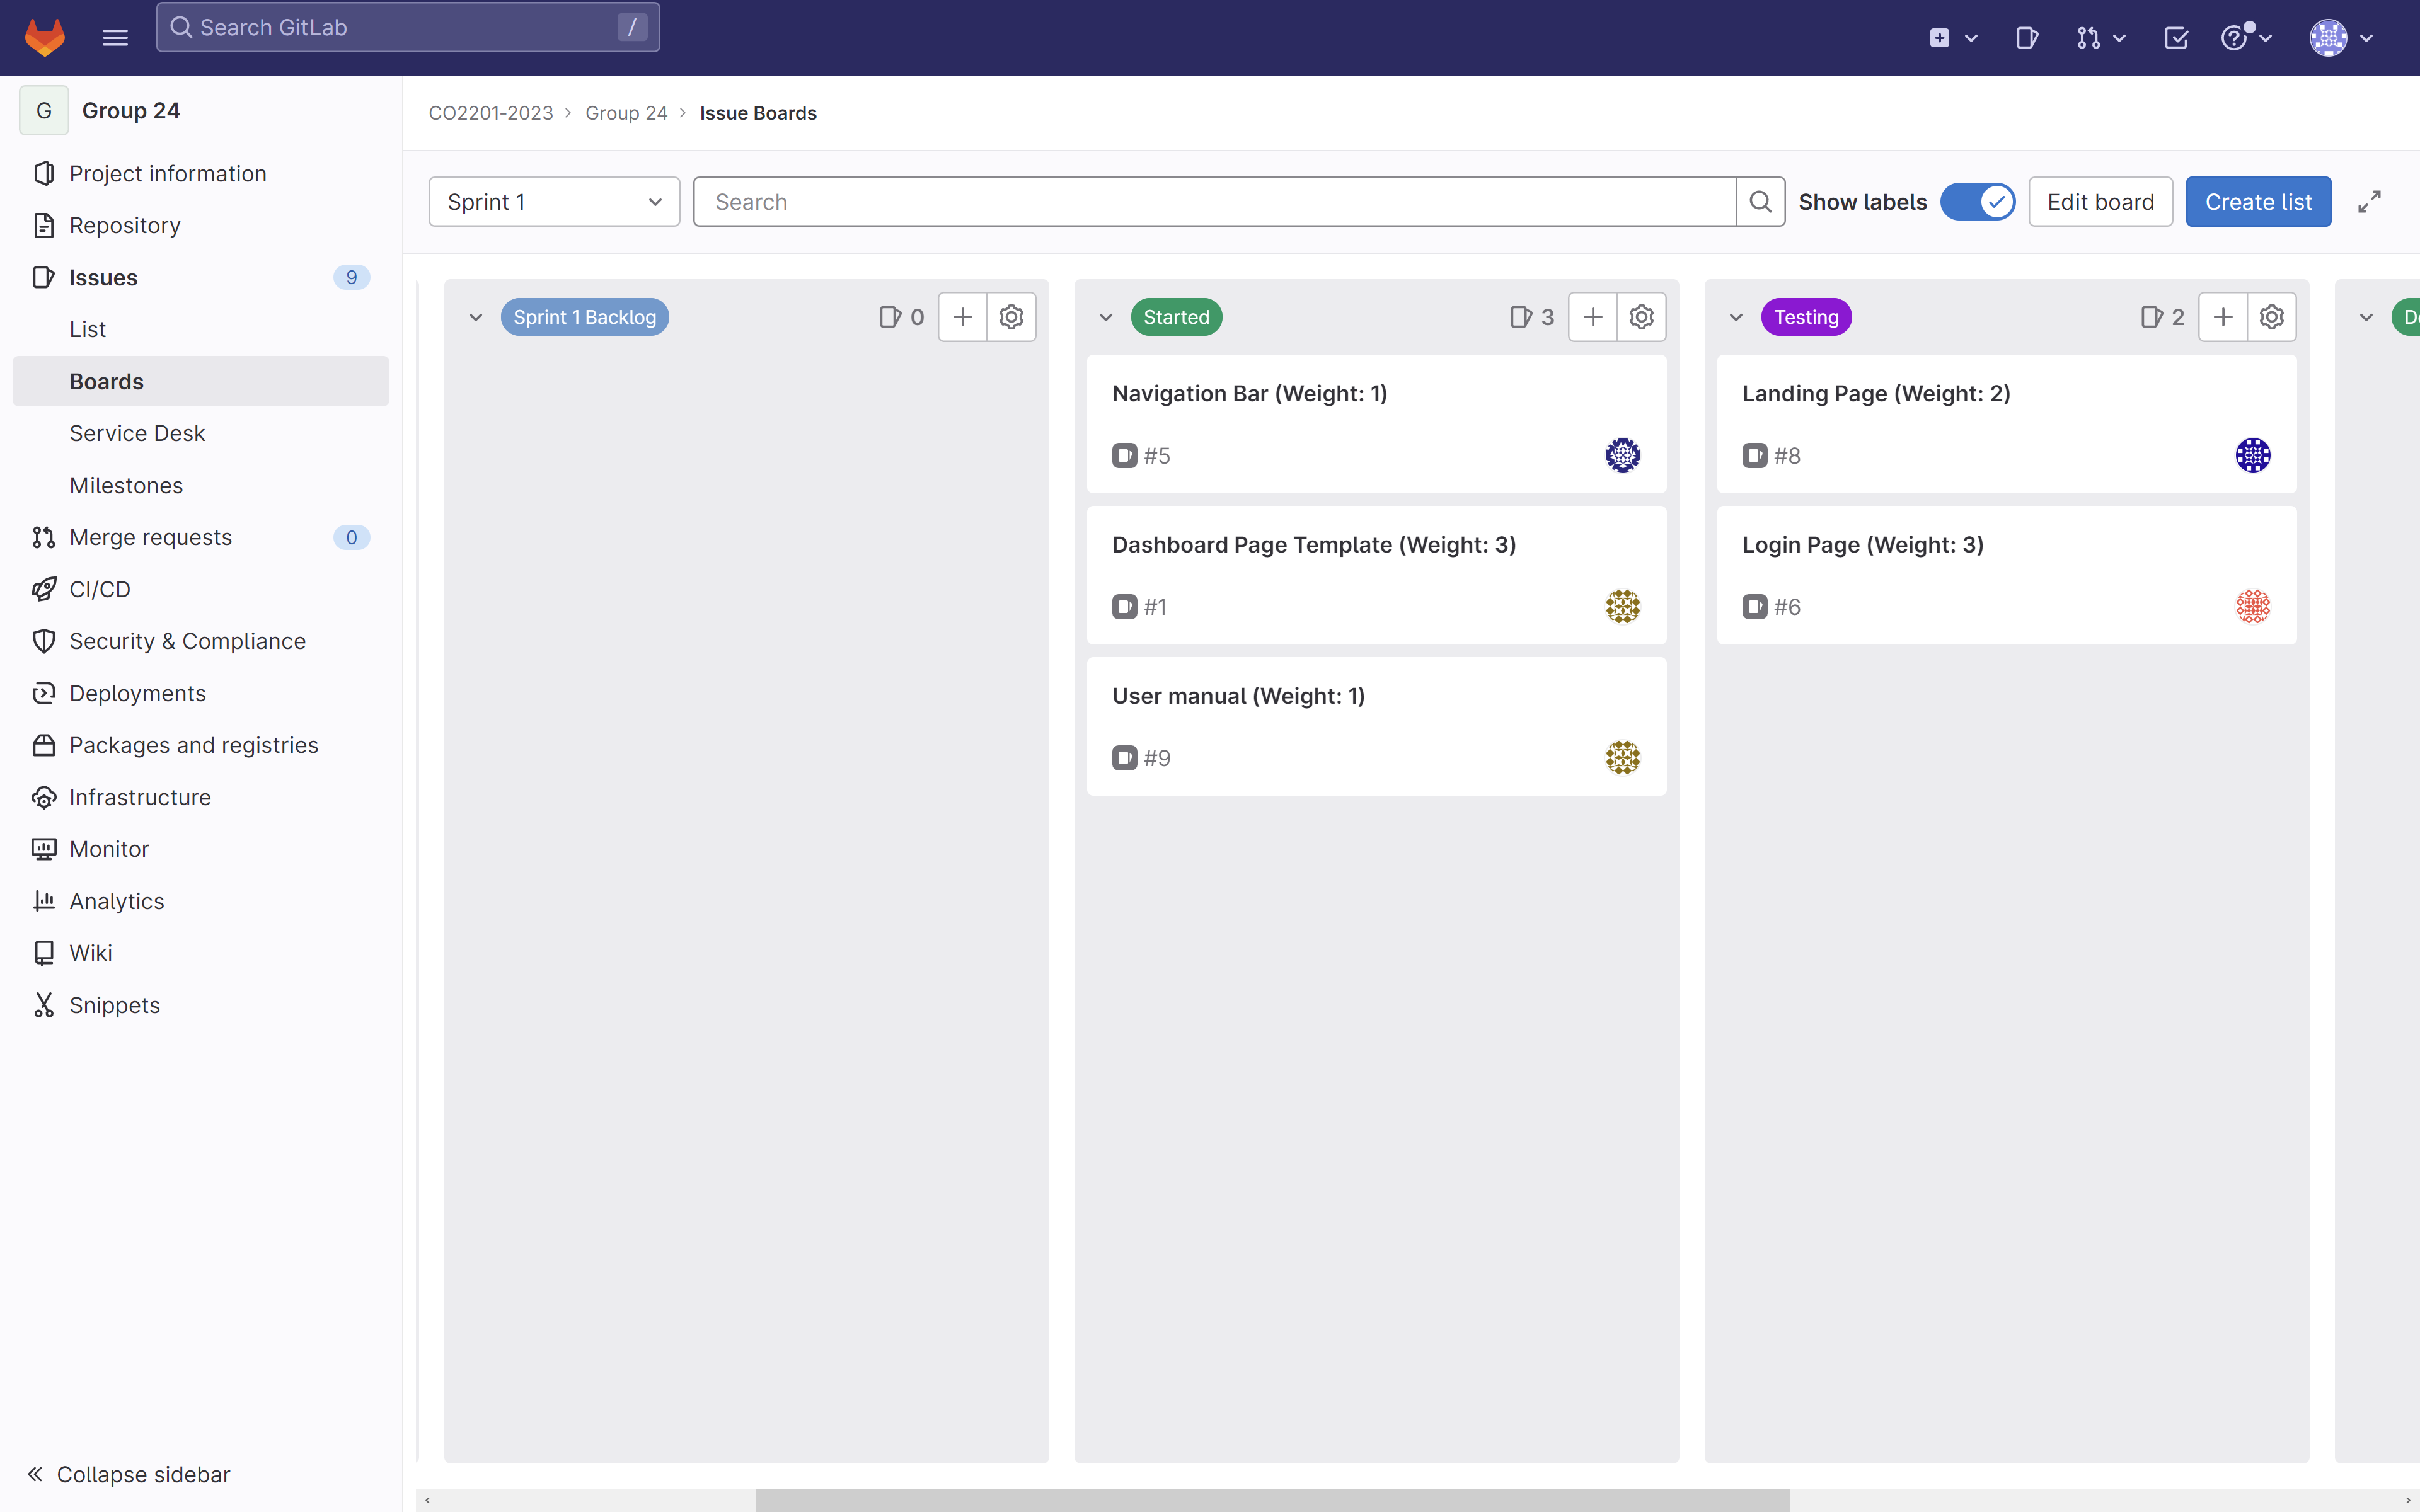 Search GitLab /
G Group 24
Project information
Repository
Issues 9
List
Boards
Service Desk
Milestones
Merge requests 0
CI/CD
Security & Compliance
Deployments
Packages and registries
Infrastructure
Monitor
Analytics
Wiki
Snippets
Collapse sidebar
CO2201-2023 > Group 24 > Issue Boards
Sprint 1
Search
Show labels
Edit board
Create list
Sprint 1 Backlog 0
Started 3
Navigation Bar (Weight: 1)
#5
Dashboard Page Template (Weight: 3)
#1
User manual (Weight: 1)
#9
Testing 2
Landing Page (Weight: 2)
#8
Login Page (Weight: 3)
#6